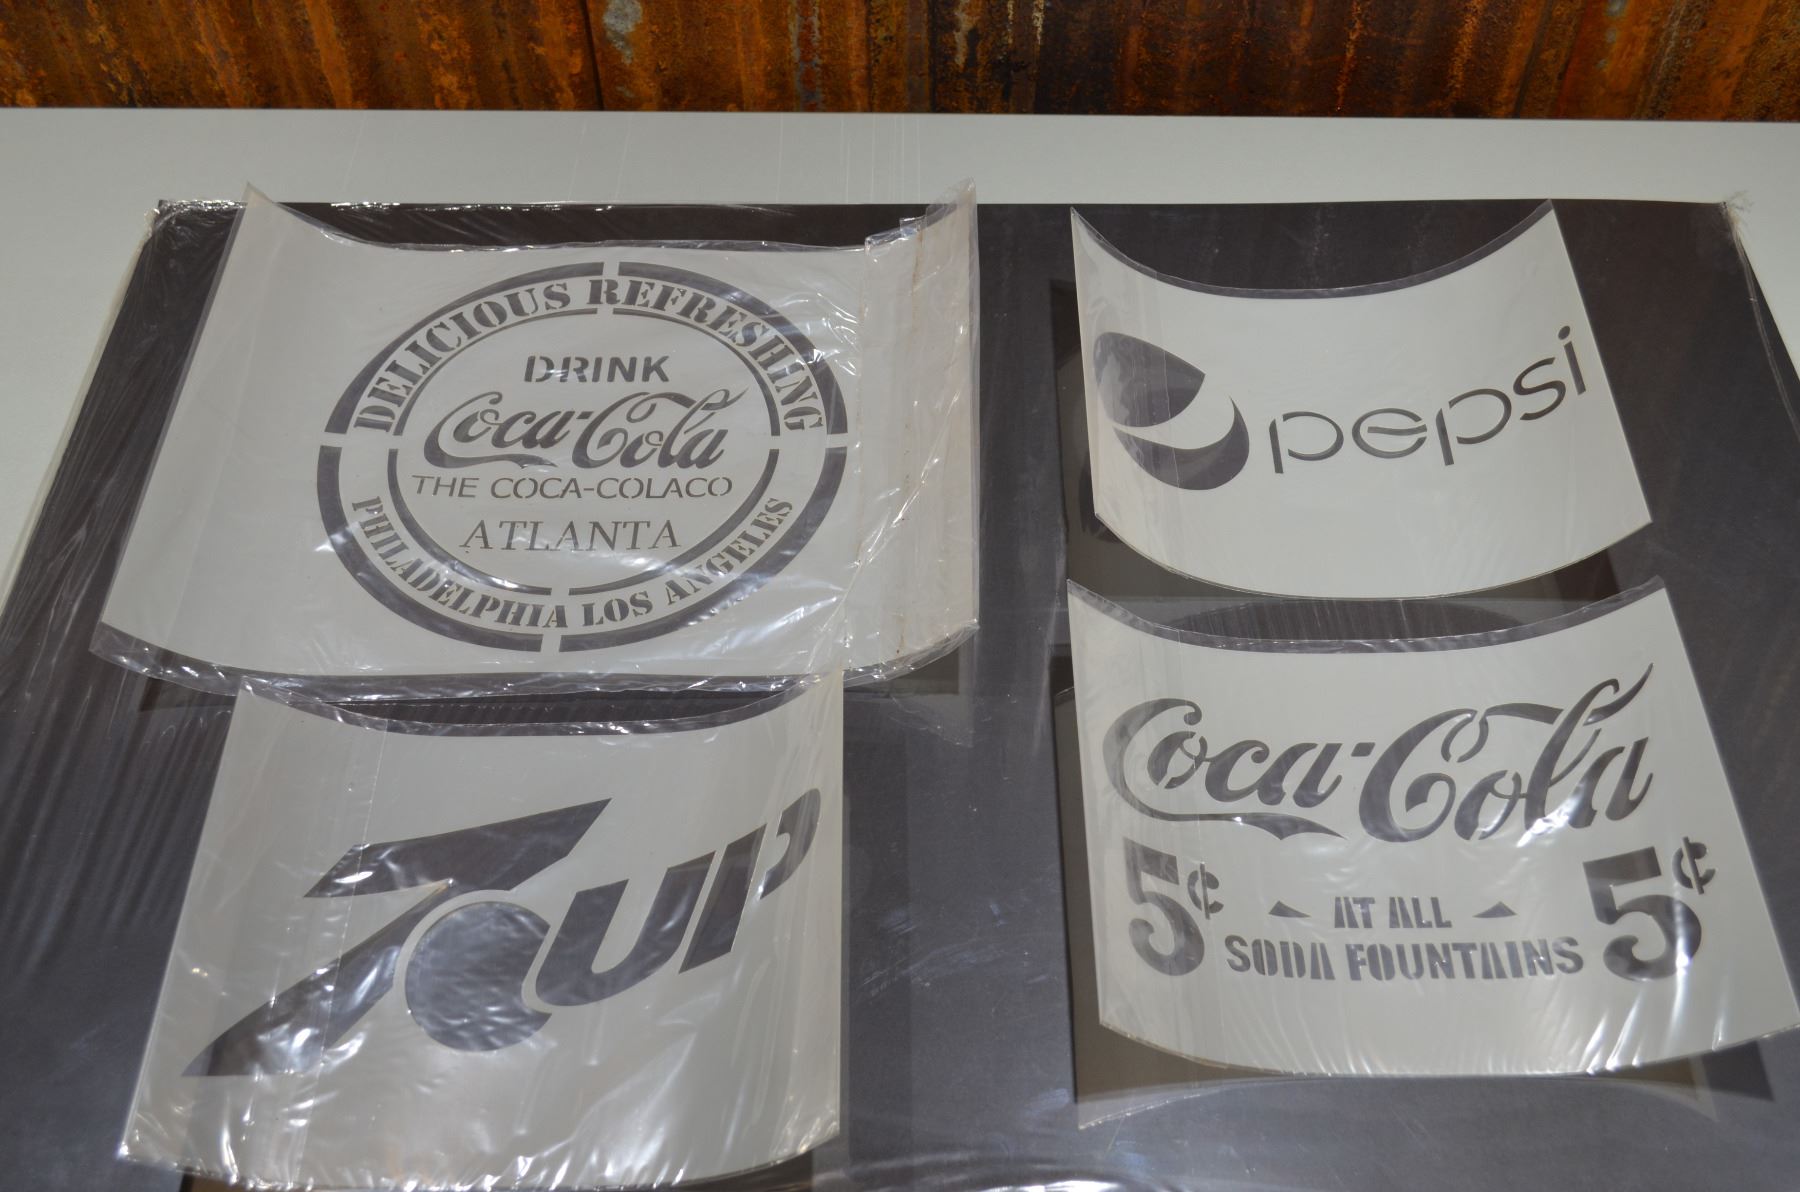 DELICIOUS REFRESHING
DRINK
Coca-Cola
THE COCA-COLACO
ATLANTA
PHILADELPHIA LOS ANGELES
pepsi
7up
Coca-Cola
5¢ AT ALL 5¢
SODA FOUNTAINS